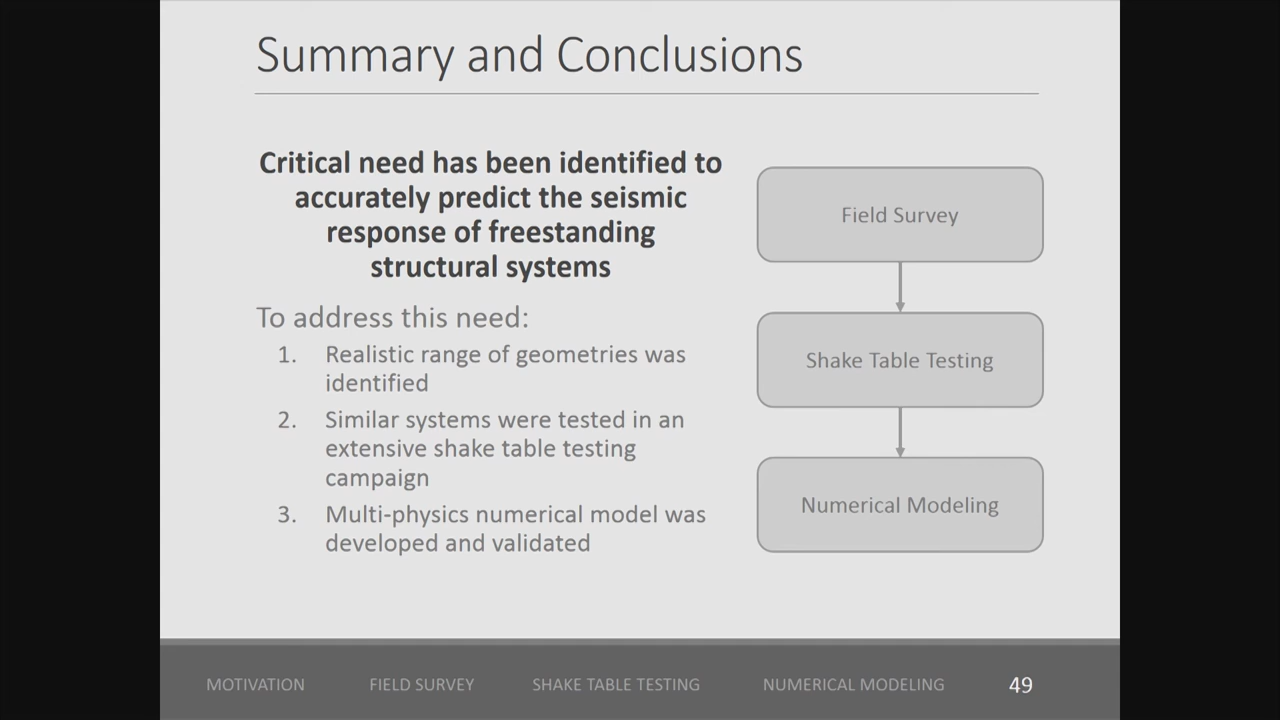 Summary and Conclusions
Critical need has been identified to
accurately predict the seismic
response of freestanding
structural systems
To address this need:
1. Realistic range of geometries was
identified
2. Similar systems were tested in an
extensive shake table testing
campaign
3. Multi-physics numerical model was
developed and validated
Field Survey
Shake Table Testing
Numerical Modeling
MOTIVATION FIELD SURVEY SHAKE TABLE TESTING NUMERICAL MODELING 49